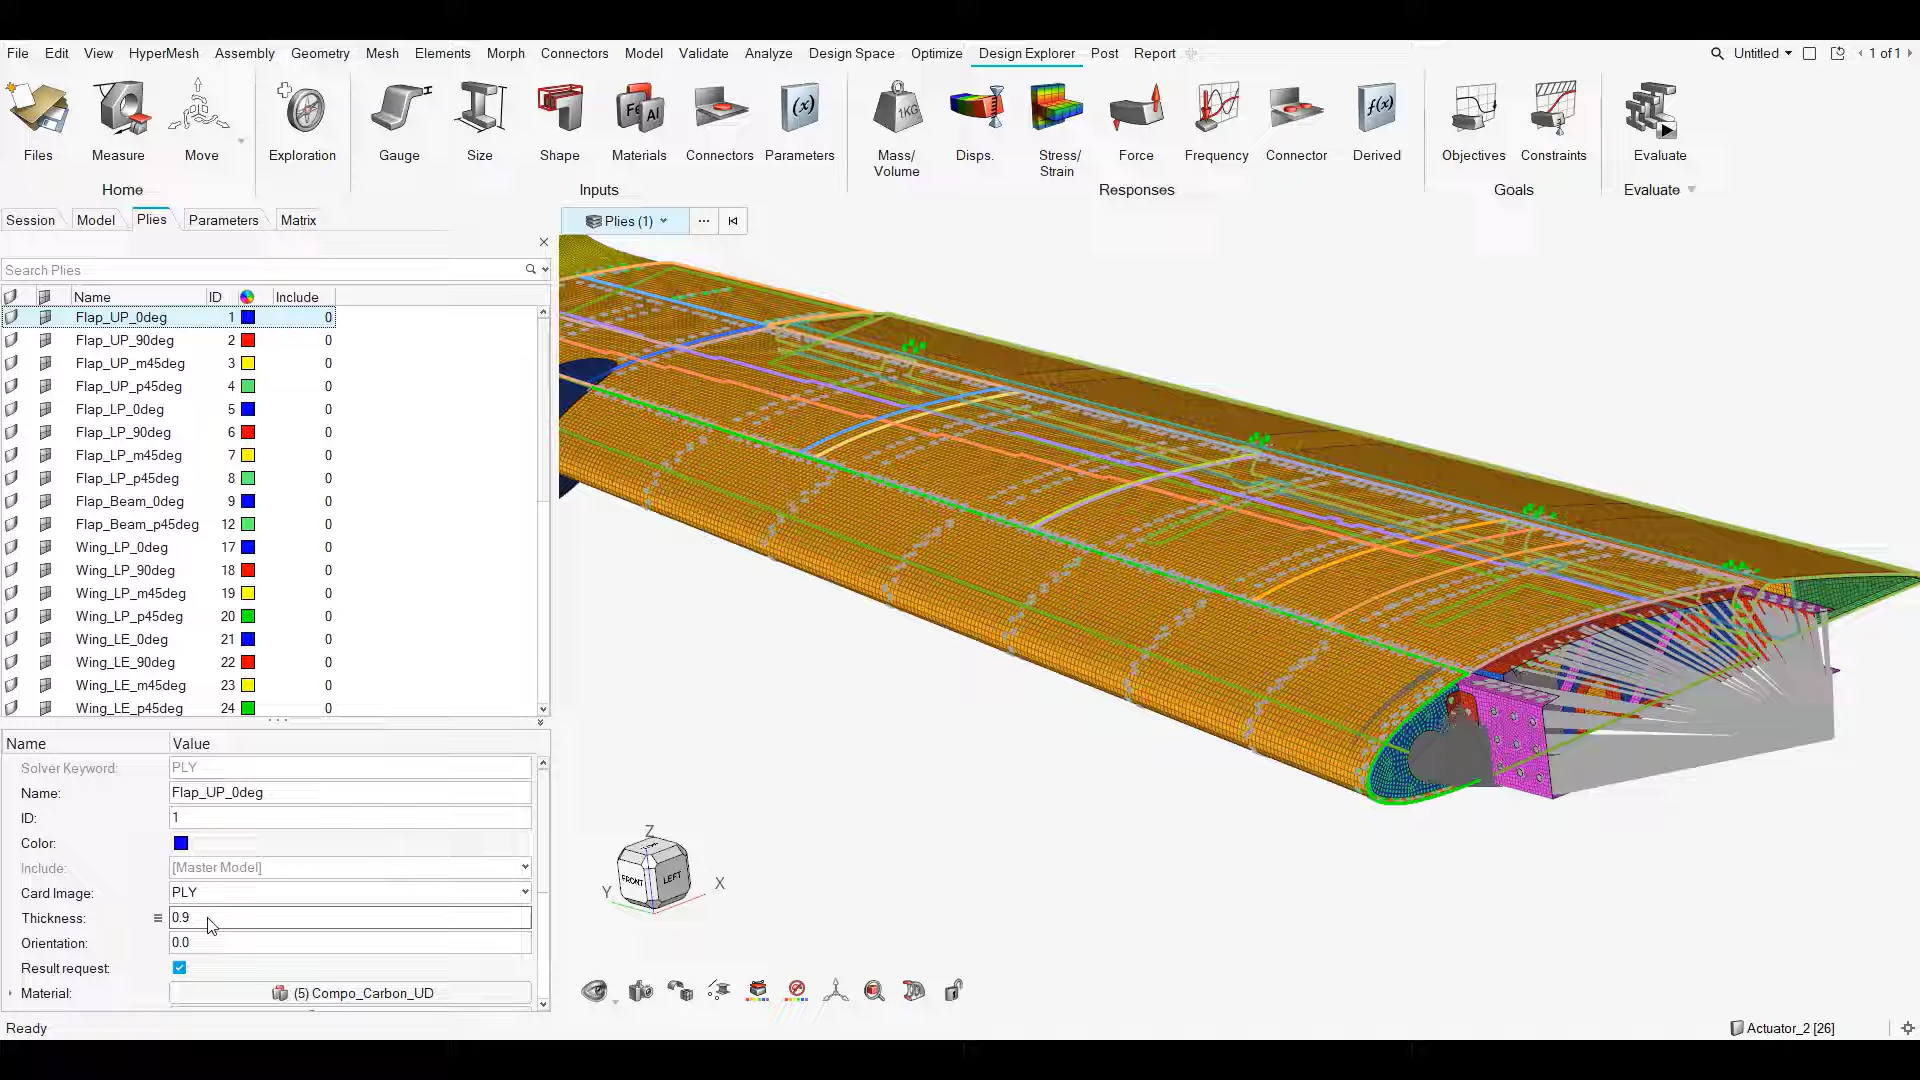 File Edit View HyperMesh Assembly Geometry Mesh Elements Morph Connectors Model Validate Analyze Design Space Optimize Design Explorer Post Report Untitled 1 of 1
Fe Al (x) 1KG f(x)
Files Measure Move Exploration Gauge Size Shape Materials Connectors Parameters Mass/ Volume Disps. Stress/ Strain Force Frequency Connector Derived Objectives Constraints Evaluate
Home Inputs Responses Goals Evaluate
Session Model Plies Parameters Matrix
Plies (1)
Search Plies
Name ID Include
Flap_UP_0deg 1 0
Flap_UP_90deg 2 0
Flap_UP_m45deg 3 0
Flap_UP_p45deg 4 0
Flap_LP_0deg 5 0
Flap_LP_90deg 6 0
Flap_LP_m45deg 7 0
Flap_LP_p45deg 8 0
Flap_Beam_0deg 9 0
Flap_Beam_p45deg 12 0
Wing_LP_0deg 17 0
Wing_LP_90deg 18 0
Wing_LP_m45deg 19 0
Wing_LP_p45deg 20 0
Wing_LE_0deg 21 0
Wing_LE_90deg 22 0
Wing_LE_m45deg 23 0
Wing_LE_p45deg 24 0
Name Value
Solver Keyword: PLY
Name: Flap_UP_0deg
ID: 1
Color:
Include: [Master Model]
Card Image: PLY
Thickness: 0.9
Orientation: 0.0
Result request:
Material: (5) Compo_Carbon_UD
Z
FRONT LEFT
Y X
Ready
Actuator_2 [26]